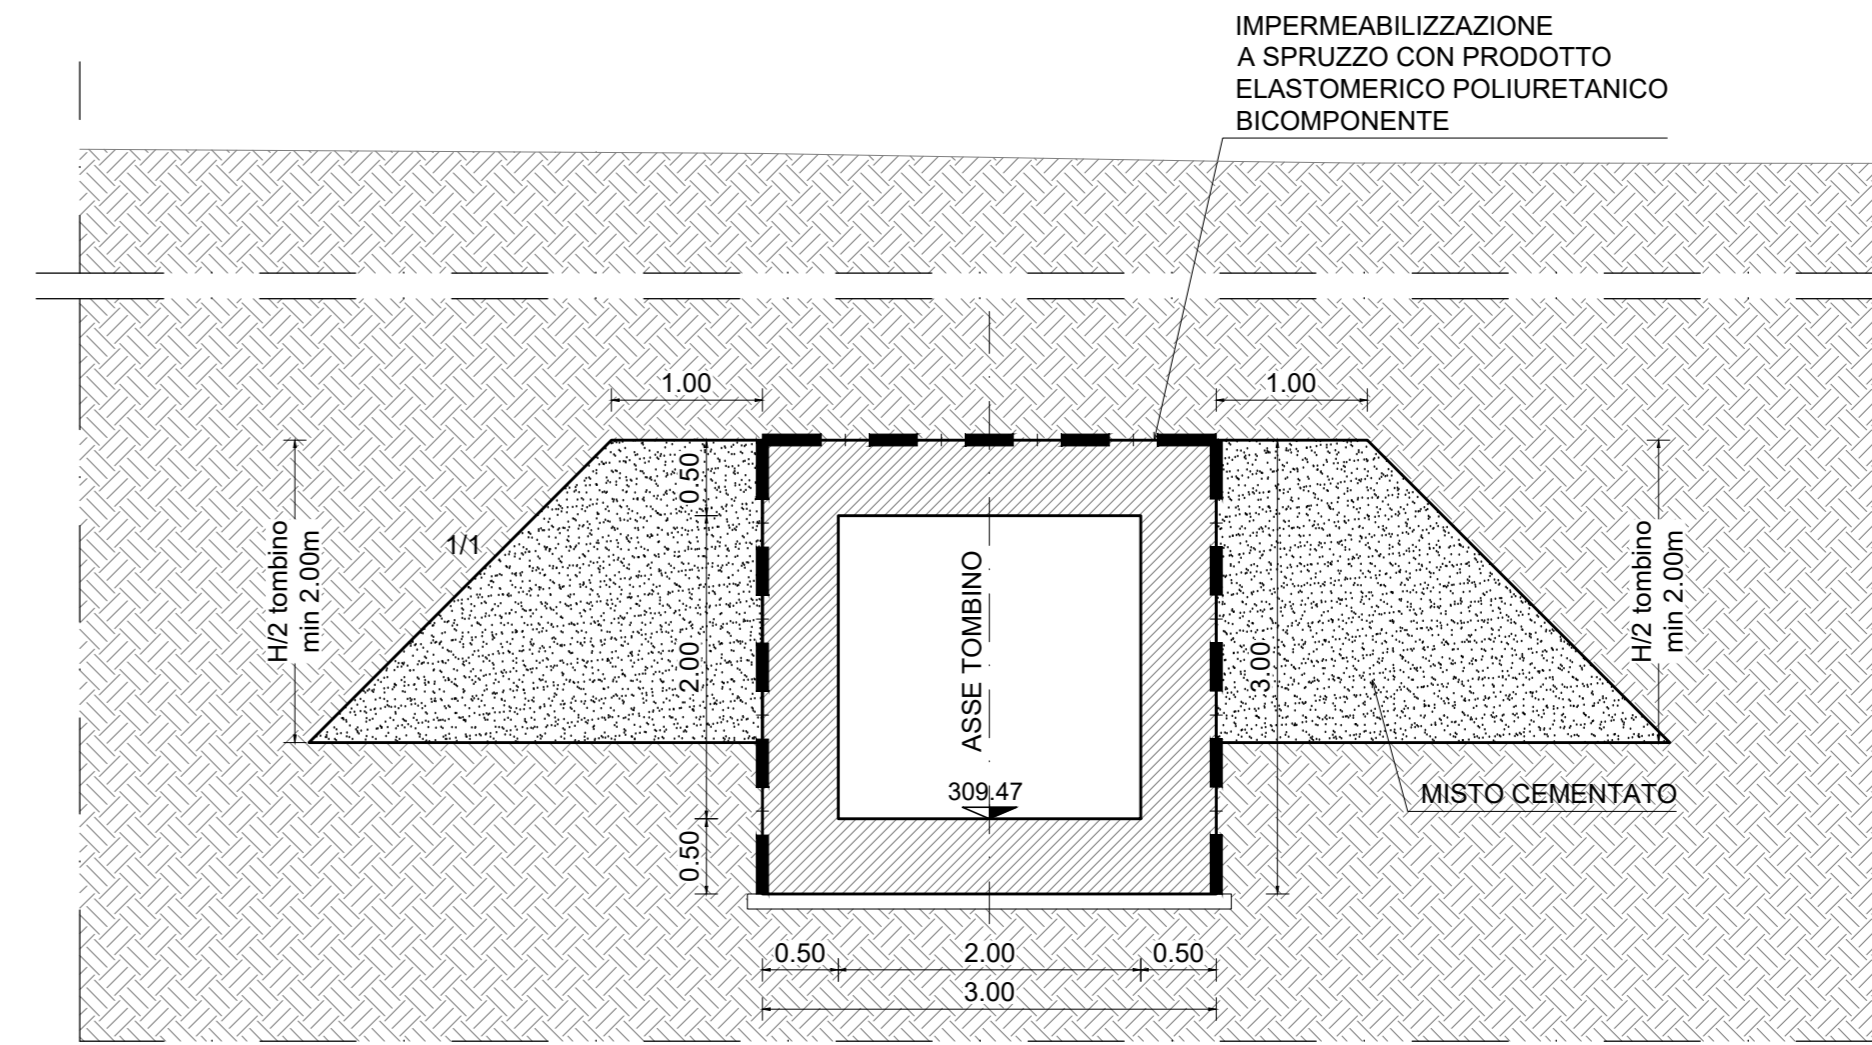 IMPERMEABILIZZAZIONE
A SPRUZZO CON PRODOTTO
ELASTOMERICO POLIURETANICO
BICOMPONENTE
1.00
1.00
0.50
H/2 tombino
min 2.00m
1/1
2.00
ASSE TOMBINO
3.00
H/2 tombino
min 2.00m
309.47
MISTO CEMENTATO
0.50
0.50
2.00
0.50
3.00